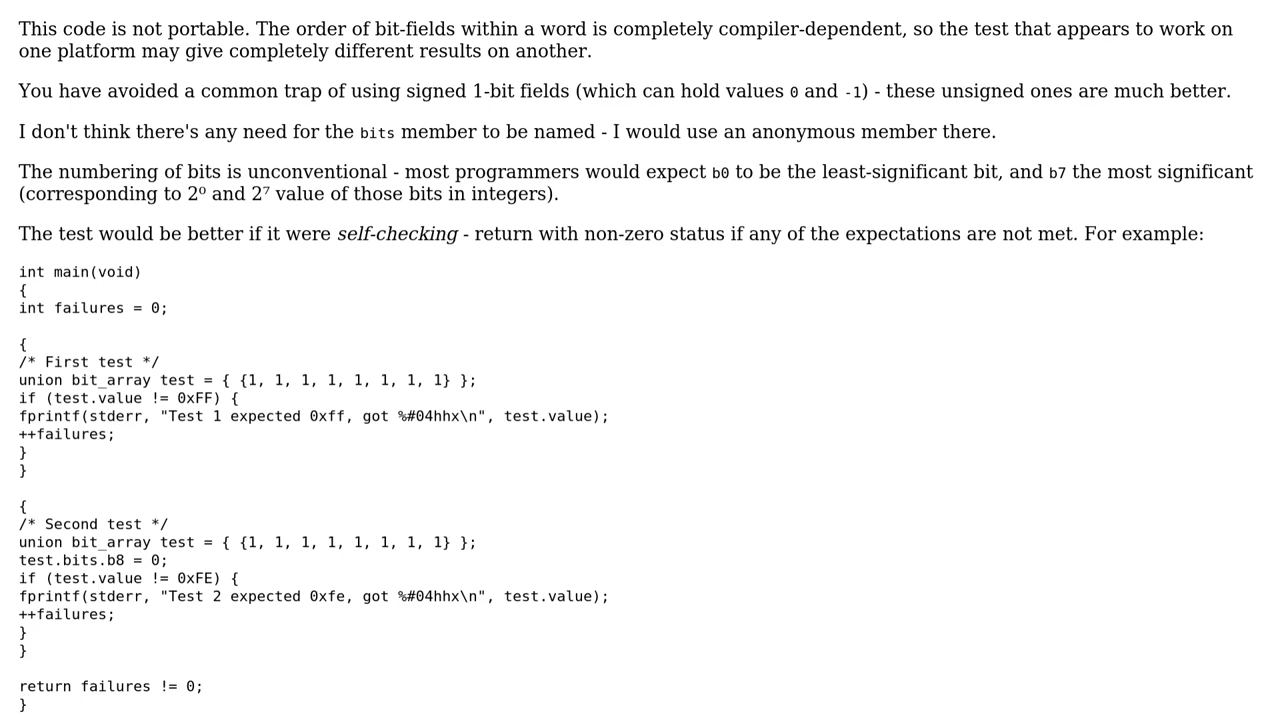 This code is not portable. The order of bit-fields within a word is completely compiler-dependent, so the test that appears to work on
one platform may give completely different results on another.
You have avoided a common trap of using signed 1-bit fields (which can hold values 0 and -1) - these unsigned ones are much better.
I don't think there's any need for the bits member to be named - I would use an anonymous member there.
The numbering of bits is unconventional - most programmers would expect b0 to be the least-significant bit, and b7 the most significant
(corresponding to 2⁰ and 2⁷ value of those bits in integers).
The test would be better if it were self-checking - return with non-zero status if any of the expectations are not met. For example:
int main(void)
{
int failures = 0;
{
/* First test */
union bit_array test = { {1, 1, 1, 1, 1, 1, 1, 1} };
if (test.value != 0xFF) {
fprintf(stderr, "Test 1 expected 0xff, got %#04hhx\n", test.value);
++failures;
}
}
{
/* Second test */
union bit_array test = { {1, 1, 1, 1, 1, 1, 1, 1} };
test.bits.b8 = 0;
if (test.value != 0xFE) {
fprintf(stderr, "Test 2 expected 0xfe, got %#04hhx\n", test.value);
++failures;
}
}
return failures != 0;
}